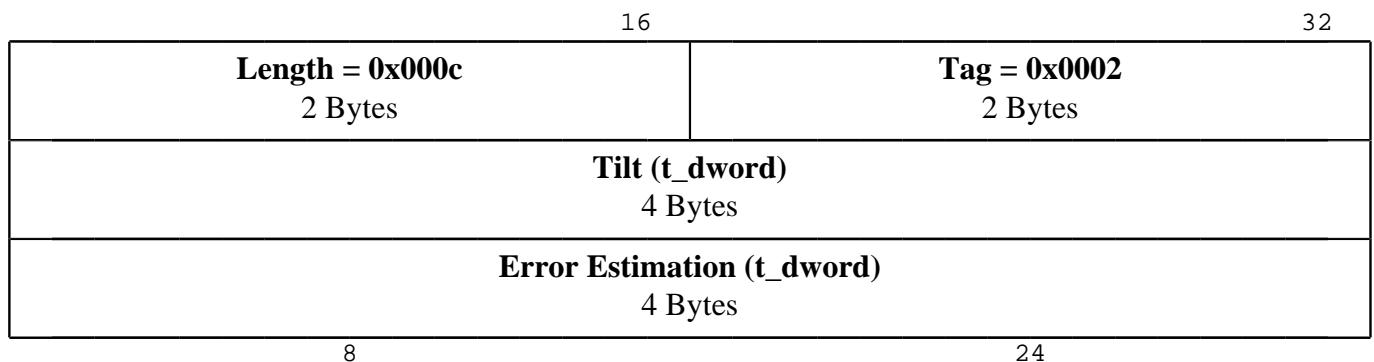 16 32
Length = 0x000c Tag = 0x0002
2 Bytes 2 Bytes
Tilt (t_dword)
4 Bytes
Error Estimation (t_dword)
4 Bytes
8 24